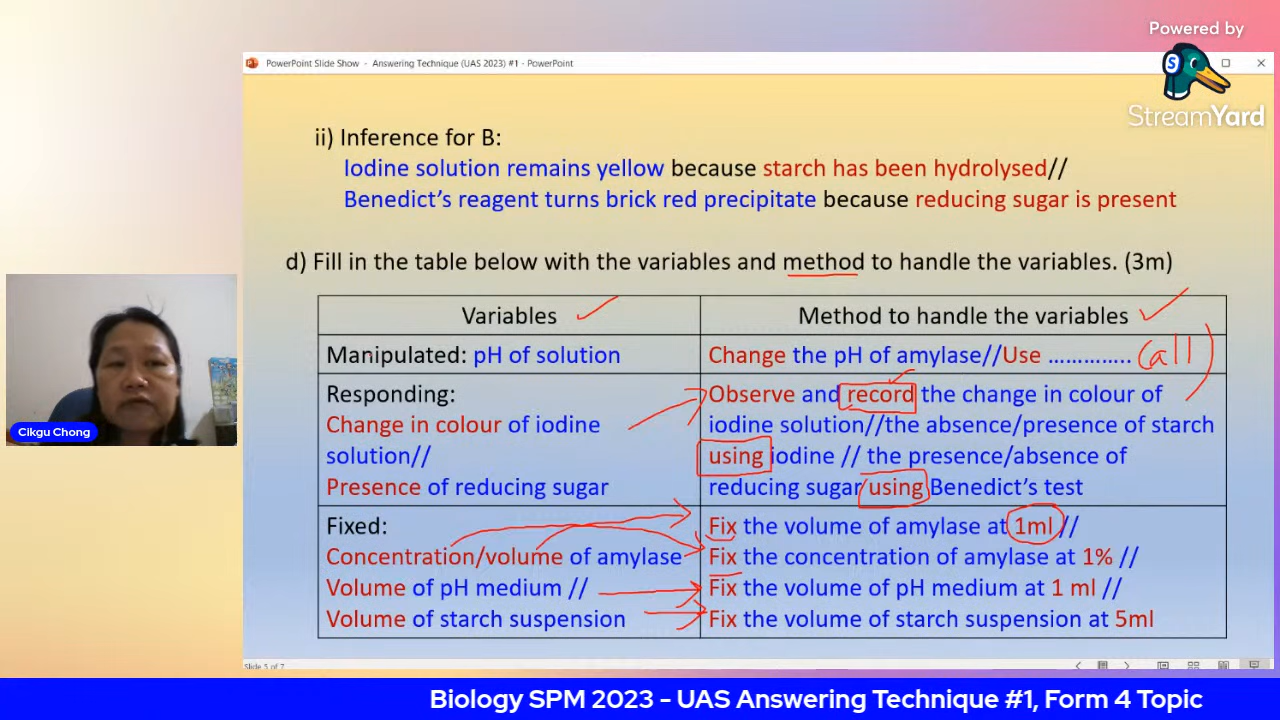 Powered by
StreamYard
PowerPoint Slide Show - Answering Technique (UAS 2023) #1 - PowerPoint
ii) Inference for B:
Iodine solution remains yellow because starch has been hydrolysed//
Benedict's reagent turns brick red precipitate because reducing sugar is present
d) Fill in the table below with the variables and method to handle the variables. (3m)
Variables
Method to handle the variables
Manipulated: pH of solution
Change the pH of amylase//Use ………….. (all)
Responding:
Change in colour of iodine
solution//
Presence of reducing sugar
Observe and record the change in colour of
iodine solution//the absence/presence of starch
using iodine // the presence/absence of
reducing sugar using Benedict's test
Fixed:
Concentration/volume of amylase
Volume of pH medium //
Volume of starch suspension
Fix the volume of amylase at 1ml //
Fix the concentration of amylase at 1% //
Fix the volume of pH medium at 1 ml //
Fix the volume of starch suspension at 5ml
Cikgu Chong
Slide 5 of 7
Biology SPM 2023 - UAS Answering Technique #1, Form 4 Topic